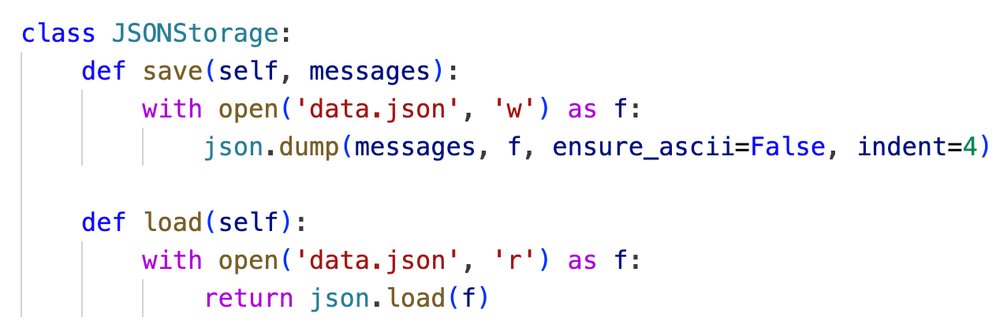 class JSONStorage:
    def save(self, messages):
        with open('data.json', 'w') as f:
            json.dump(messages, f, ensure_ascii=False, indent=4)

    def load(self):
        with open('data.json', 'r') as f:
            return json.load(f)